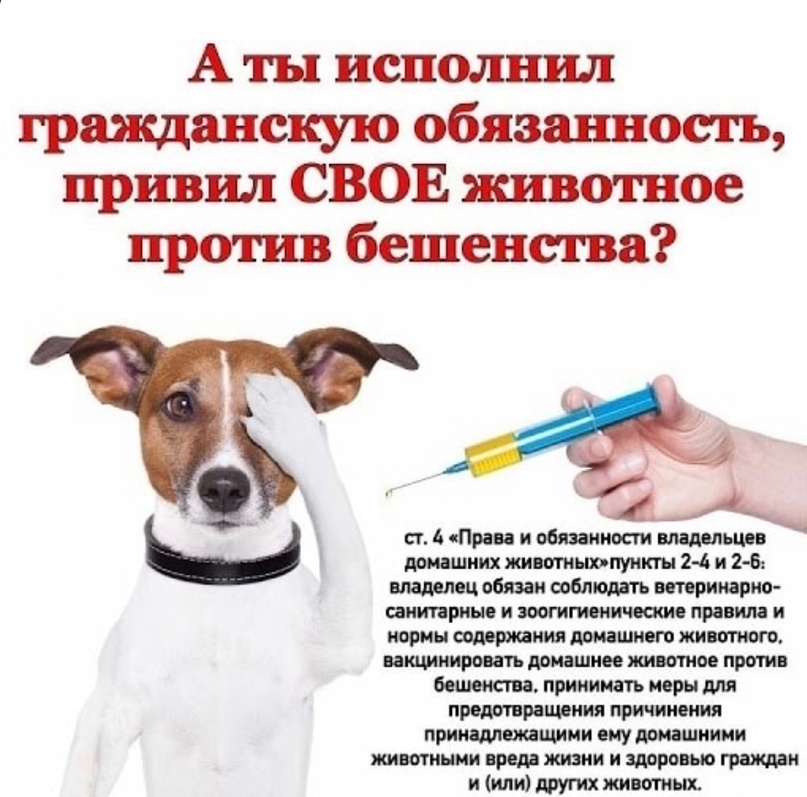 А ты исполнил
гражданскую обязанность,
привил СВОЕ животное
против бешенства?
ст. 4 «Права и обязанности владельцев
домашних животных»пункты 2-4 и 2-6:
владелец обязан соблюдать ветеринарно-
санитарные и зоогигиенические правила и
нормы содержания домашнего животного,
вакцинировать домашнее животное против
бешенства, принимать меры для
предотвращения причинения
принадлежащими ему домашними
животными вреда жизни и здоровью граждан
и (или) других животных.